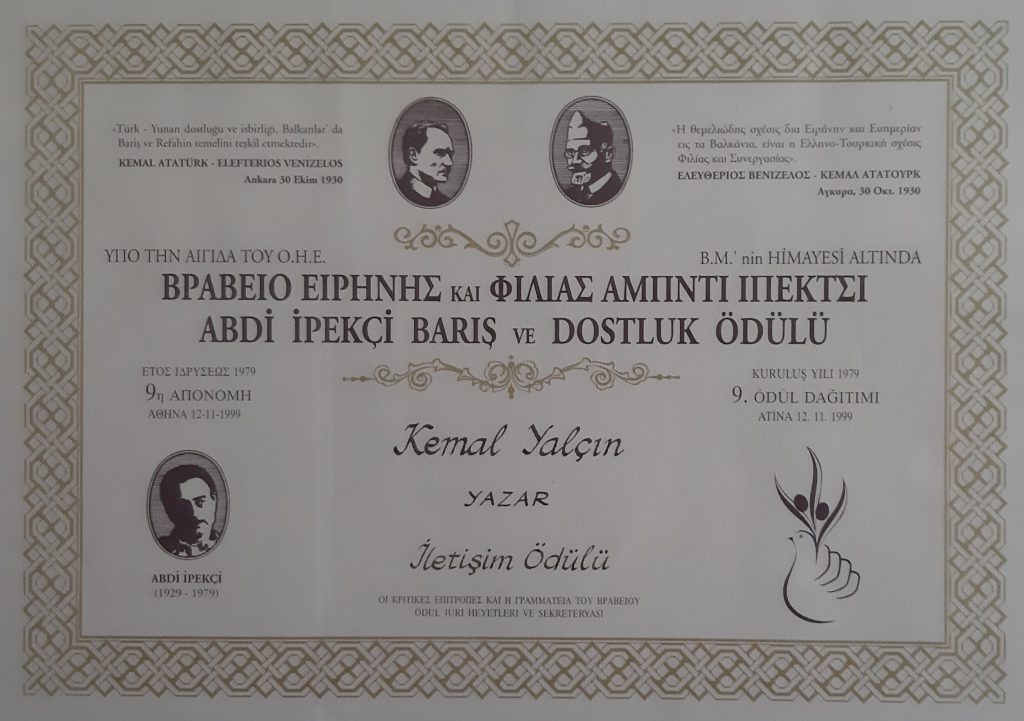 «Türk - Yunan dostluğu ve isbirligi, Balkanlar' da
Bariş ve Refahin temelini teşkil etmektedir».
KEMAL ATATÜRK - ELEFTERIOS VENIZELOS
Ankara 30 Ekim 1930
«Η θεμελιώδης σχέσις δια Ειρήνην και Ευημερίαν
εις τα Βαλκάνια, είναι η Ελληνο-Τουρκική σχέσις
Φιλίας και Συνεργασίας».
ΕΛΕΥΘΕΡΙΟΣ ΒΕΝΙΖΕΛΟΣ - ΚΕΜΑΛ ΑΤΑΤΟΥΡΚ
Αγκυρα, 30 Οκτ. 1930
ΥΠΟ ΤΗΝ ΑΙΓΙΔΑ ΤΟΥ Ο.Η.Ε.
B.M.' nin HİMAYESİ ALTINDA
ΒΡΑΒΕΙΟ ΕΙΡΗΝΗΣ ΚΑΙ ΦΙΛΙΑΣ ΑΜΠΝΤΙ ΙΠΕΚΤΣΙ
ABDİ İPEKÇİ BARIŞ VE DOSTLUK ÖDÜLÜ
ΕΤΟΣ ΙΔΡΥΣΕΩΣ 1979
9η ΑΠΟΝΟΜΗ
ΑΘΗΝΑ 12-11-1999
KURULUŞ YILI 1979
9. ÖDÜL DAĞITIMI
ATİNA 12. 11. 1999
Kemal Yalçın
YAZAR
İletişim Ödülü
ABDİ İPEKÇİ
(1929 - 1979)
ΟΙ ΚΡΙΤΙΚΕΣ ΕΠΙΤΡΟΠΕΣ ΚΑΙ Η ΓΡΑΜΜΑΤΕΙΑ ΤΟΥ ΒΡΑΒΕΙΟΥ
ÖDÜL JÜRİ HEYETLERİ VE SEKRETERYASI